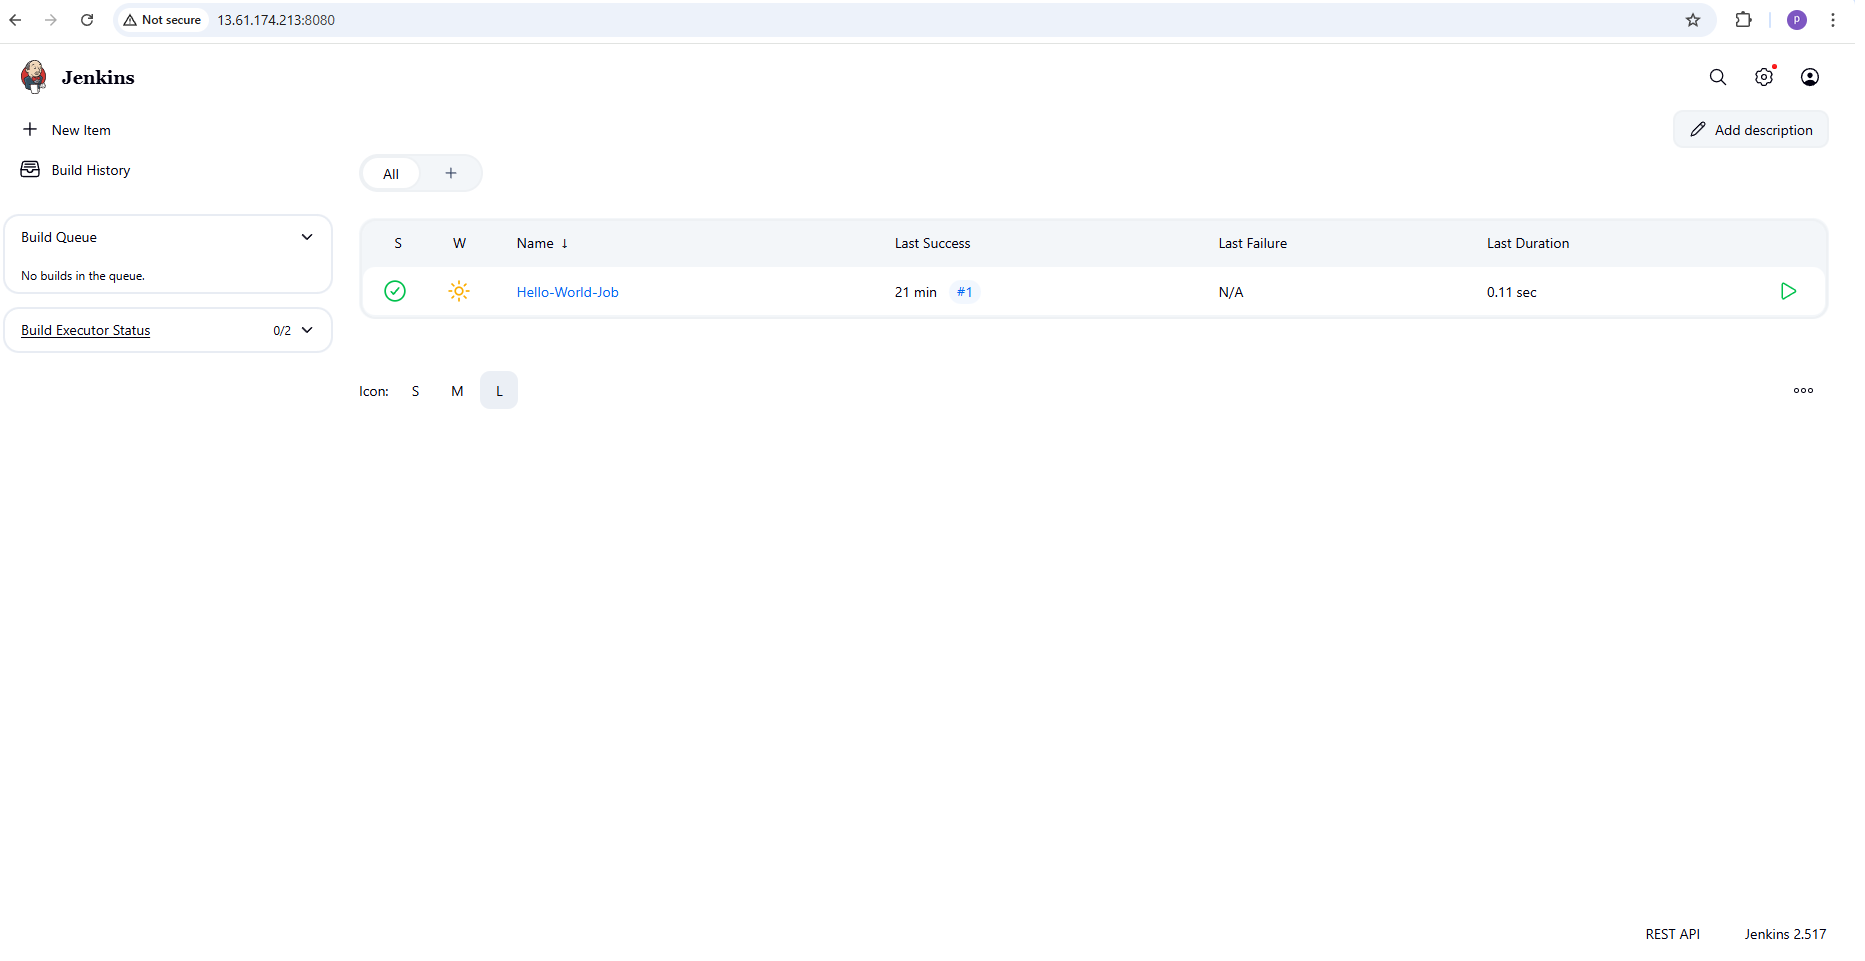 Not secure 13.61.174.213:8080 P
Jenkins
New Item
Add description
Build History
All +
Build Queue
No builds in the queue.
Build Executor Status 0/2
S W Name ↓ Last Success Last Failure Last Duration
Hello-World-Job 21 min #1 N/A 0.11 sec
Icon: S M L
REST API Jenkins 2.517